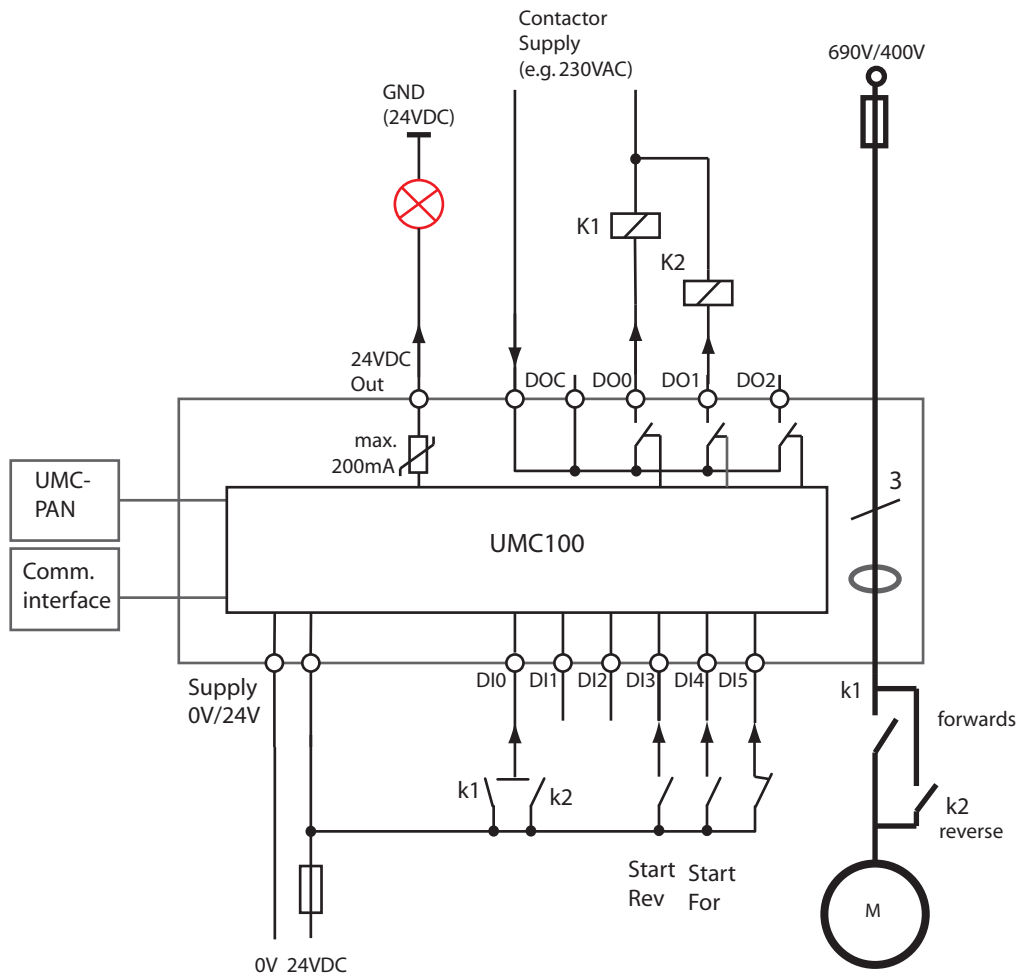 Contactor
Supply
(e.g. 230VAC)
690V/400V
GND
(24VDC)
K1
K2
24VDC
Out
DOC
DO0
DO1
DO2
max.
200mA
UMC-
PAN
3
UMC100
Comm.
interface
Supply
0V/24V
DI0
DI1
DI2
DI3
DI4
DI5
k1
forwards
k1
k2
k2
reverse
Start
Rev
Start
For
M
0V
24VDC